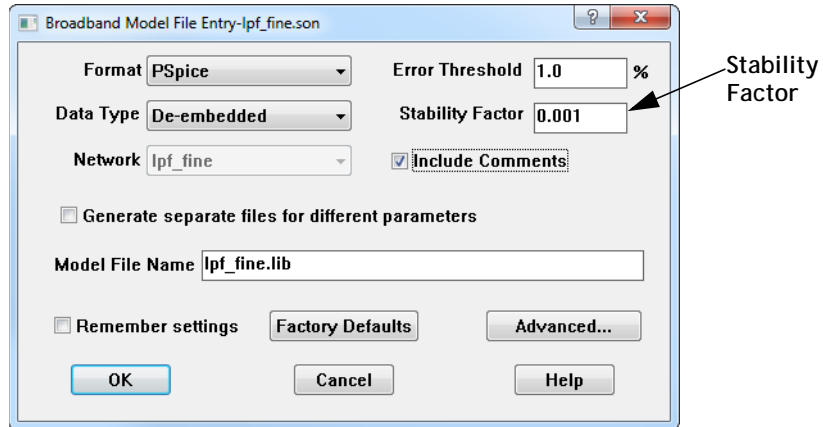 Broadband Model File Entry-lpf_fine.son
?
Format PSpice
Error Threshold 1.0 %
Stability
Factor
Data Type De-embedded
Stability Factor 0.001
Network lpf_fine
Include Comments
Generate separate files for different parameters
Model File Name lpf_fine.lib
Remember settings
Factory Defaults
Advanced...
OK
Cancel
Help